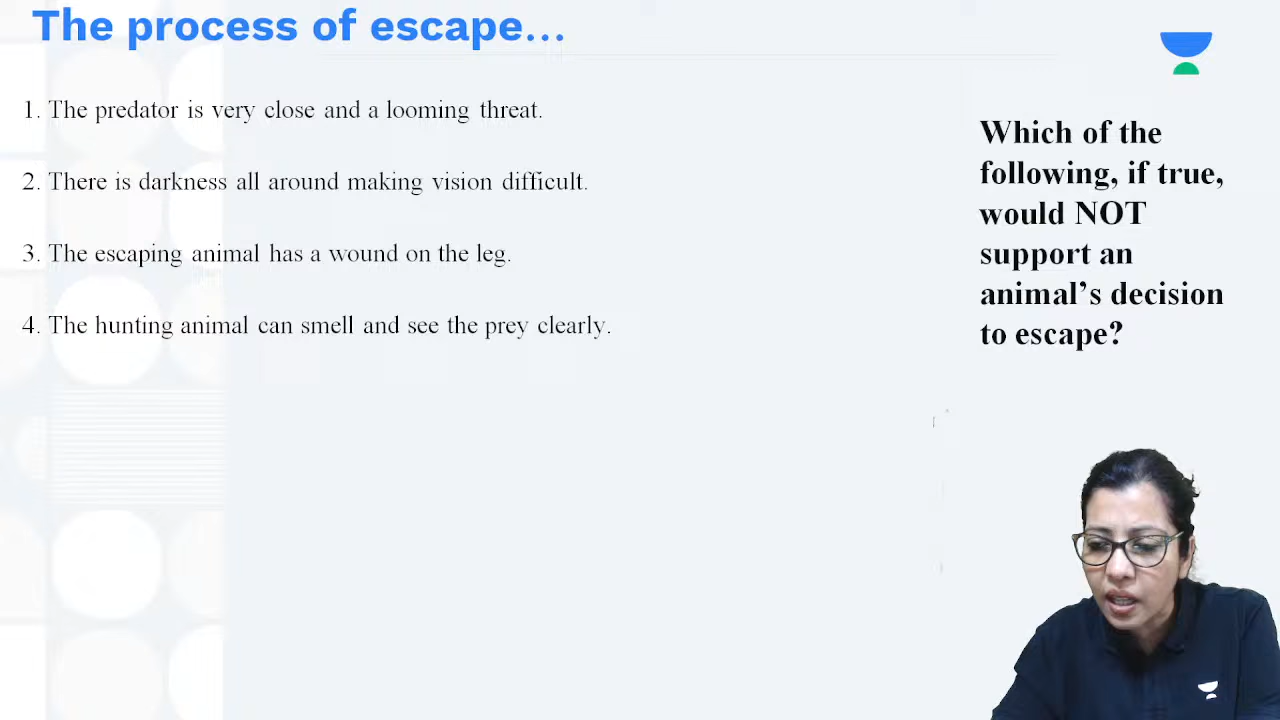 The process of escape...
1. The predator is very close and a looming threat.
2. There is darkness all around making vision difficult.
3. The escaping animal has a wound on the leg.
4. The hunting animal can smell and see the prey clearly.
Which of the
following, if true,
would NOT
support an
animal’s decision
to escape?